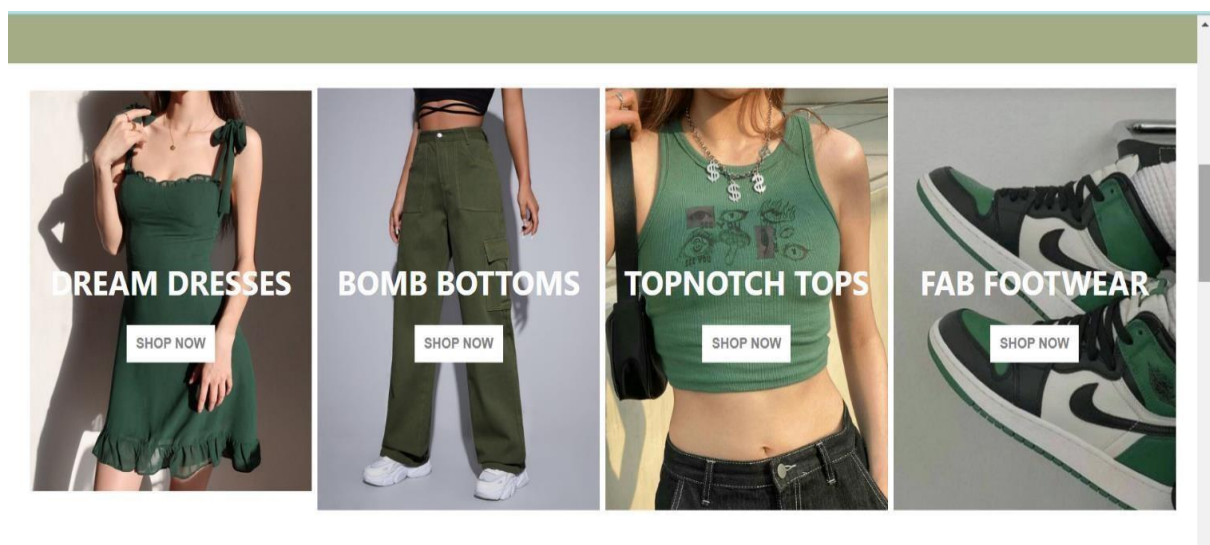 DREAM DRESSES
SHOP NOW
BOMB BOTTOMS
SHOP NOW
TOPNOTCH TOPS
SHOP NOW
FAB FOOTWEAR
SHOP NOW